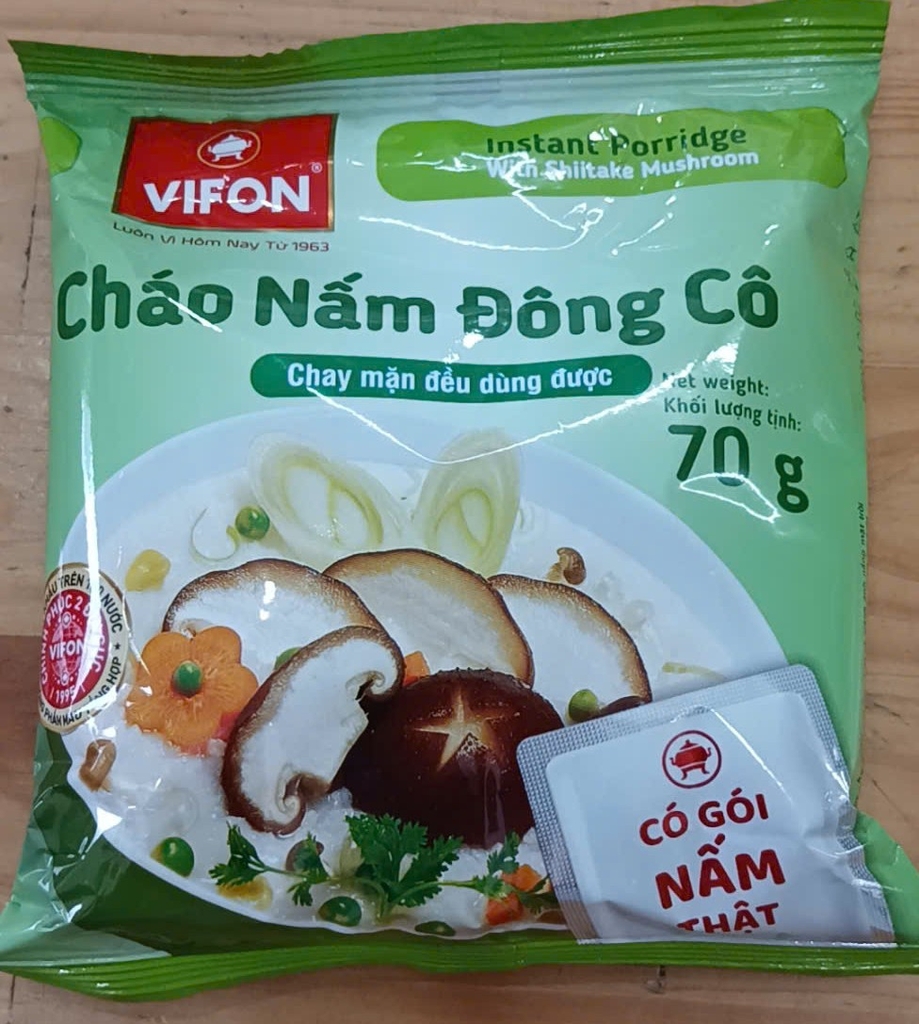 VIFON
®
Luôn Vì Hôm Nay Từ 1963
Instant Porridge
With Shiitake Mushroom
Cháo Nấm Đông Cô
Chay mặn đều dùng được
Net weight:
Khối lượng tịnh:
70 g
VIFON
1995
CÓ GÓI
NẤM
THẬT